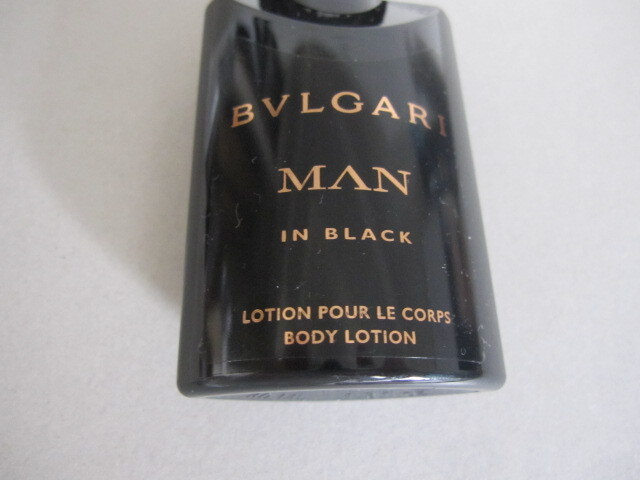 BVLGARI
MAN
IN BLACK
LOTION POUR LE CORPS
BODY LOTION